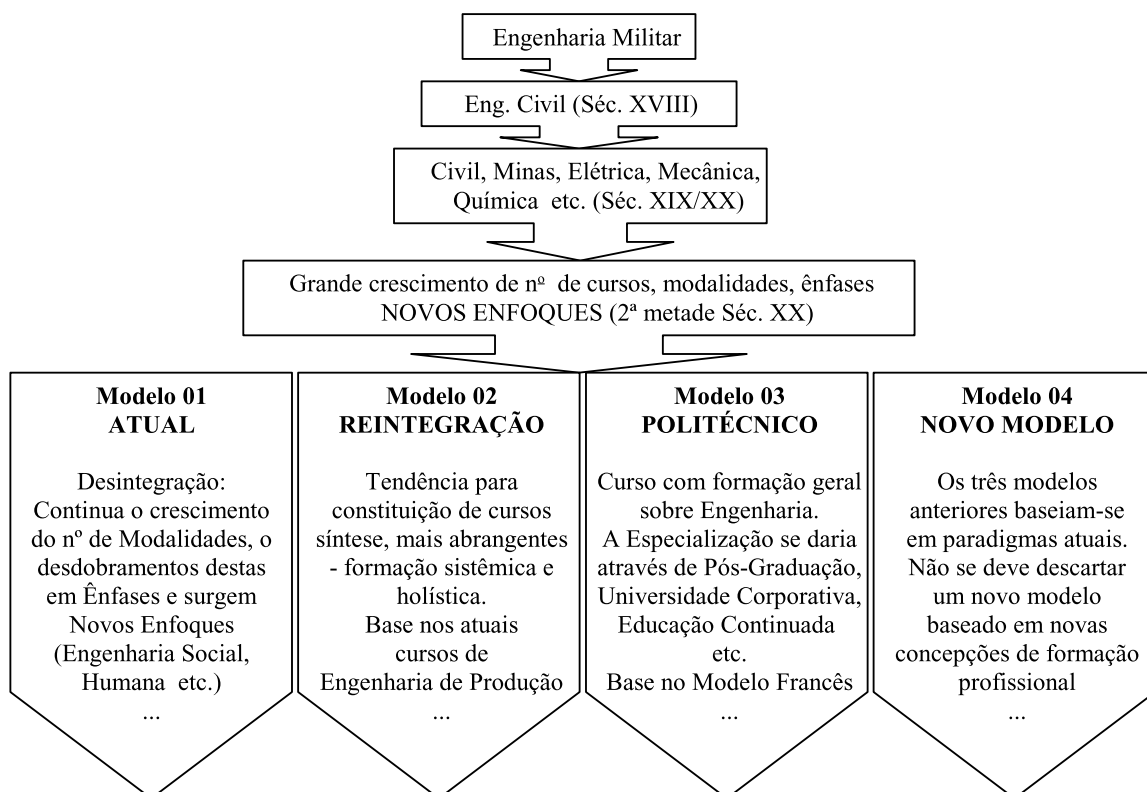 Engenharia Militar
Eng. Civil (Séc. XVIII)
Civil, Minas, Elétrica, Mecânica,
Química etc. (Séc. XIX/XX)
Grande crescimento de nº de cursos, modalidades, ênfases
NOVOS ENFOQUES (2ª metade Séc. XX)
Modelo 01
ATUAL
Desintegração:
Continua o crescimento
do nº de Modalidades, o
desdobramentos destas
em Ênfases e surgem
Novos Enfoques
(Engenharia Social,
Humana etc.)
...
Modelo 02
REINTEGRAÇÃO
Tendência para
constituição de cursos
síntese, mais abrangentes
- formação sistêmica e
holística.
Base nos atuais
cursos de
Engenharia de Produção
...
Modelo 03
POLITÉCNICO
Curso com formação geral
sobre Engenharia.
A Especialização se daria
através de Pós-Graduação,
Universidade Corporativa,
Educação Continuada
etc.
Base no Modelo Francês
...
Modelo 04
NOVO MODELO
Os três modelos
anteriores baseiam-se
em paradigmas atuais.
Não se deve descartar
um novo modelo
baseado em novas
concepções de formação
profissional
...